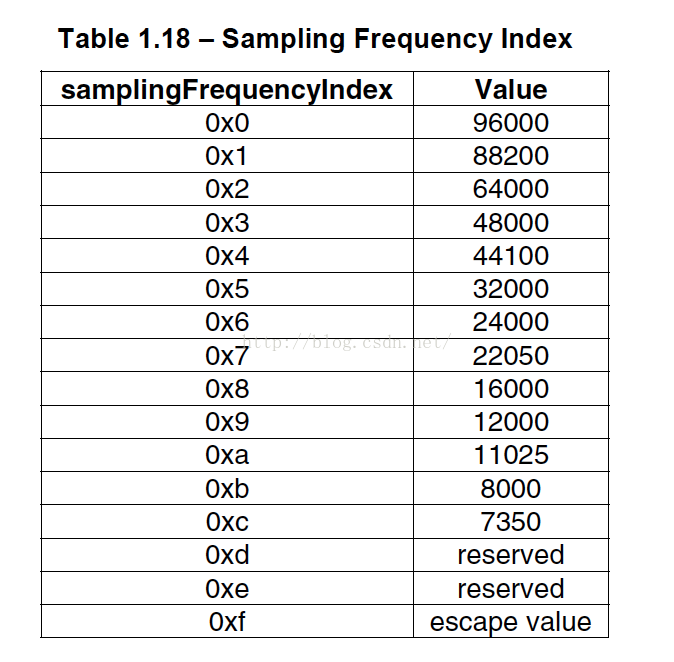 Table 1.18 – Sampling Frequency Index
samplingFrequencyIndex Value
0x0 96000
0x1 88200
0x2 64000
0x3 48000
0x4 44100
0x5 32000
0x6 24000
http://blog.csdn.net/
0x7 22050
0x8 16000
0x9 12000
0xa 11025
0xb 8000
0xc 7350
0xd reserved
0xe reserved
0xf escape value